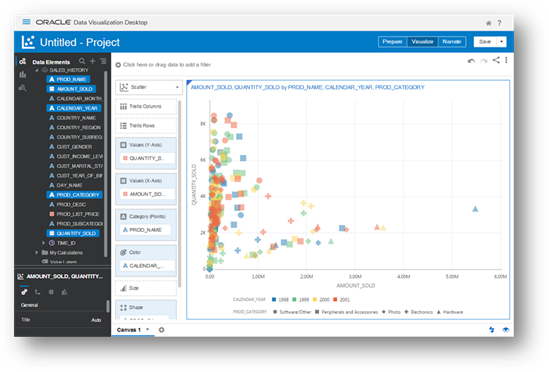 ORACLE Data Visualization Desktop
Untitled - Project
Prepare
Visualize
Narrate
Save
Data Elements
SALES_HISTORY
PROD_NAME
AMOUNT_SOLD
CALENDAR_MONTH
CALENDAR_YEAR
COUNTRY_NAME
COUNTRY_REGION
COUNTRY_SUBREG
CUST_GENDER
CUST_INCOME_LEV
CUST_MARITAL_STA
CUST_YEAR_OF_BIR
DAY_NAME
PROD_CATEGORY
PROD_DESC
PROD_LIST_PRICE
PROD_SUBCATEGO
QUANTITY_SOLD
TIME_ID
My Calculations
Value Labels
AMOUNT_SOLD, QUANTITY...
General
Title Auto
Click here or drag data to add a filter
Scatter
Trellis Columns
Trellis Rows
Values (Y-Axis)
QUANTITY_S...
Values (X-Axis)
AMOUNT_SO...
Category (Points)
PROD_NAME
Color
CALENDAR_...
Size
Shape
AMOUNT_SOLD, QUANTITY_SOLD by PROD_NAME, CALENDAR_YEAR, PROD_CATEGORY
QUANTITY_SOLD
8K
6K
4K
2K
0
0.00 1.00M 2.00M 3.00M 4.00M 5.00M 6.00M
AMOUNT_SOLD
CALENDAR_YEAR 1998 1999 2000 2001
PROD_CATEGORY Software/Other Peripherals and Accessories Photo Electronics Hardware
Canvas 1